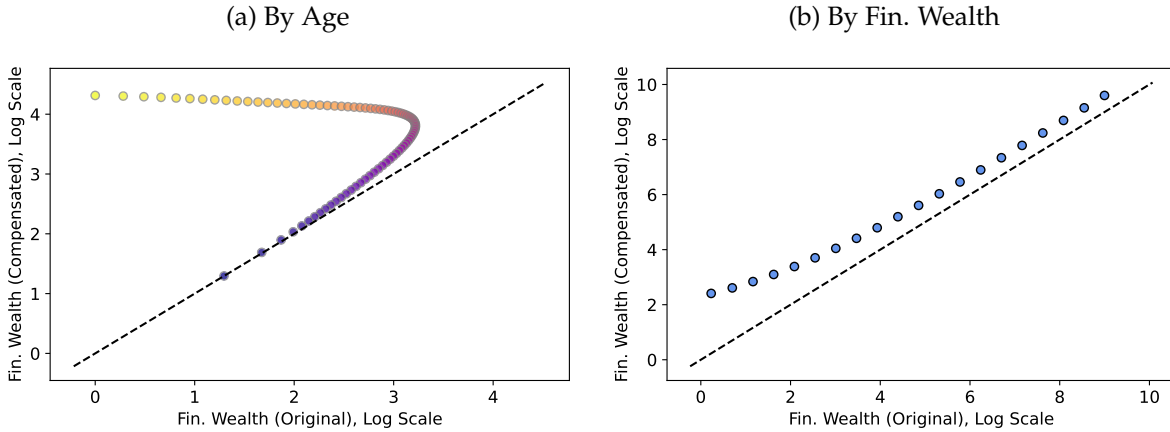 (a) By Age
Fin. Wealth (Compensated), Log Scale
4
3
2
1
0
0 1 2 3 4
Fin. Wealth (Original), Log Scale
(b) By Fin. Wealth
Fin. Wealth (Compensated), Log Scale
10
8
6
4
2
0
0 2 4 6 8 10
Fin. Wealth (Original), Log Scale